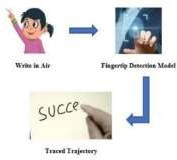 Write in Air
Fingertip Detection Model
succe
Traced Trajectory